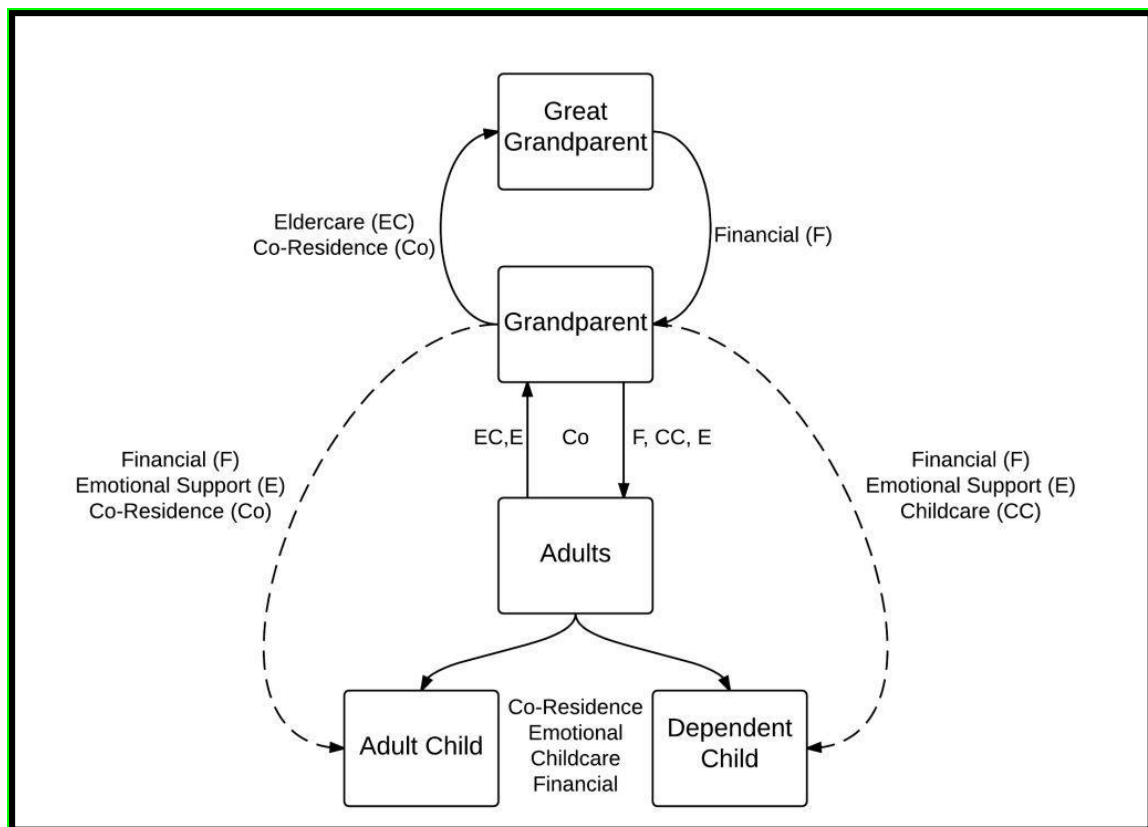 Great
Grandparent
Eldercare (EC)
Co-Residence (Co)
Financial (F)
Grandparent
EC,E
Co
F, CC, E
Financial (F)
Emotional Support (E)
Co-Residence (Co)
Financial (F)
Emotional Support (E)
Childcare (CC)
Adults
Adult Child
Co-Residence
Emotional
Childcare
Financial
Dependent
Child